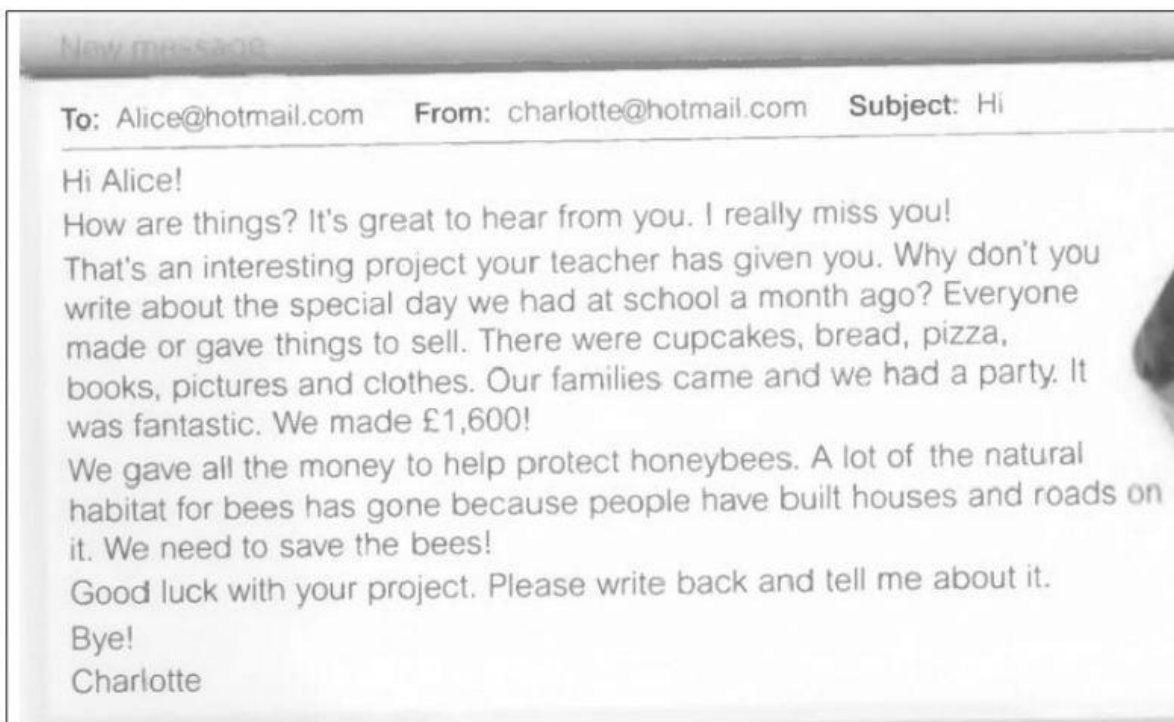 New message
To: Alice@hotmail.com From: charlotte@hotmail.com Subject: Hi
Hi Alice!
How are things? It's great to hear from you. I really miss you!
That's an interesting project your teacher has given you. Why don't you
write about the special day we had at school a month ago? Everyone
made or gave things to sell. There were cupcakes, bread, pizza,
books, pictures and clothes. Our families came and we had a party. It
was fantastic. We made £1,600!
We gave all the money to help protect honeybees. A lot of the natural
habitat for bees has gone because people have built houses and roads on
it. We need to save the bees!
Good luck with your project. Please write back and tell me about it.
Bye!
Charlotte